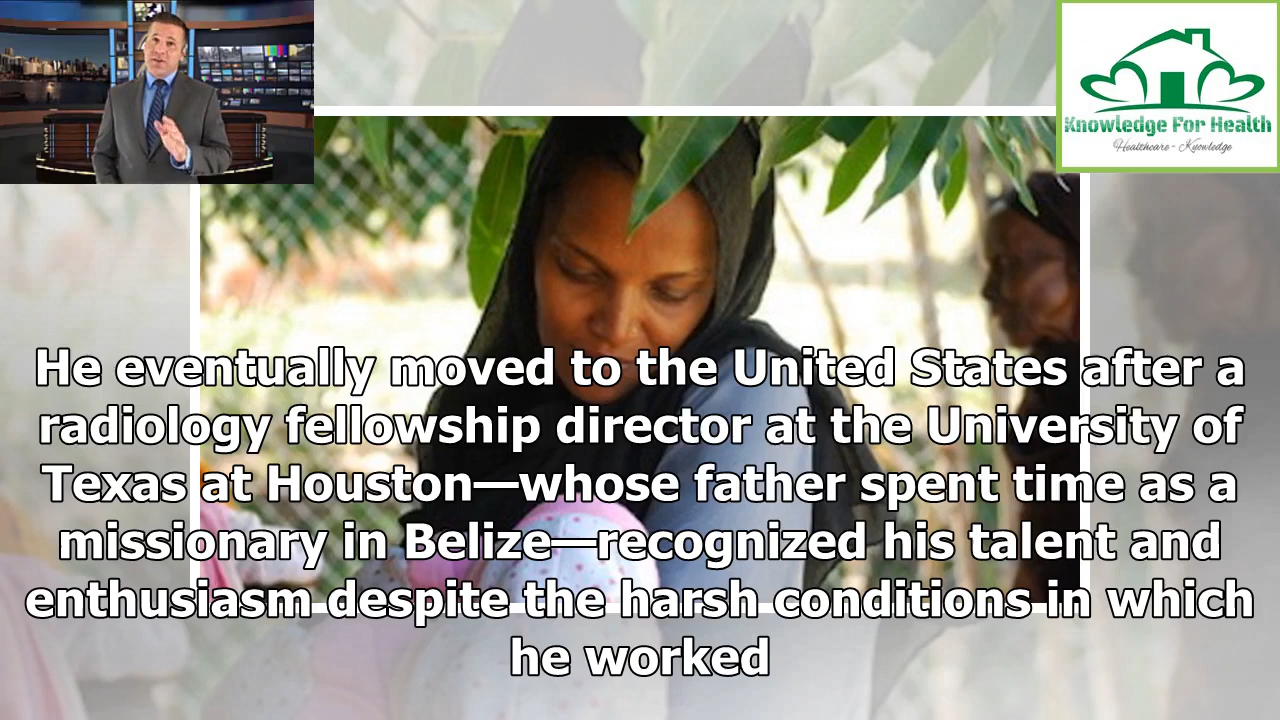 Knowledge For Health
Healthcare - Knowledge
He eventually moved to the United States after a
radiology fellowship director at the University of
Texas at Houston—whose father spent time as a
missionary in Belize—recognized his talent and
enthusiasm despite the harsh conditions in which
he worked